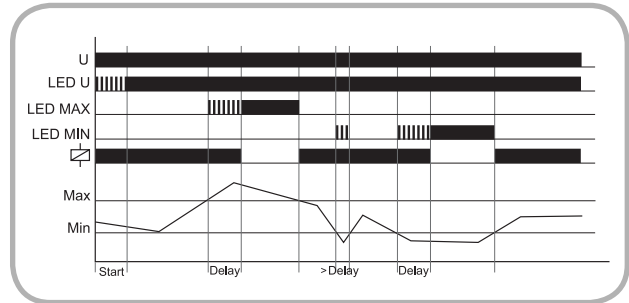 U
LED U
LED MAX
LED MIN
Max
Min
Start Delay >Delay Delay